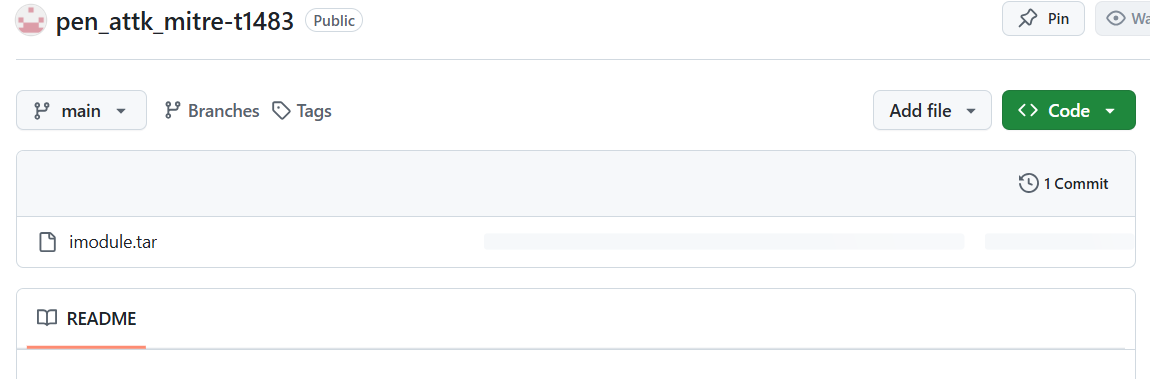 pen_attk_mitre-t1483 Public Pin
main Branches Tags Add file Code
1 Commit
imodule.tar
README